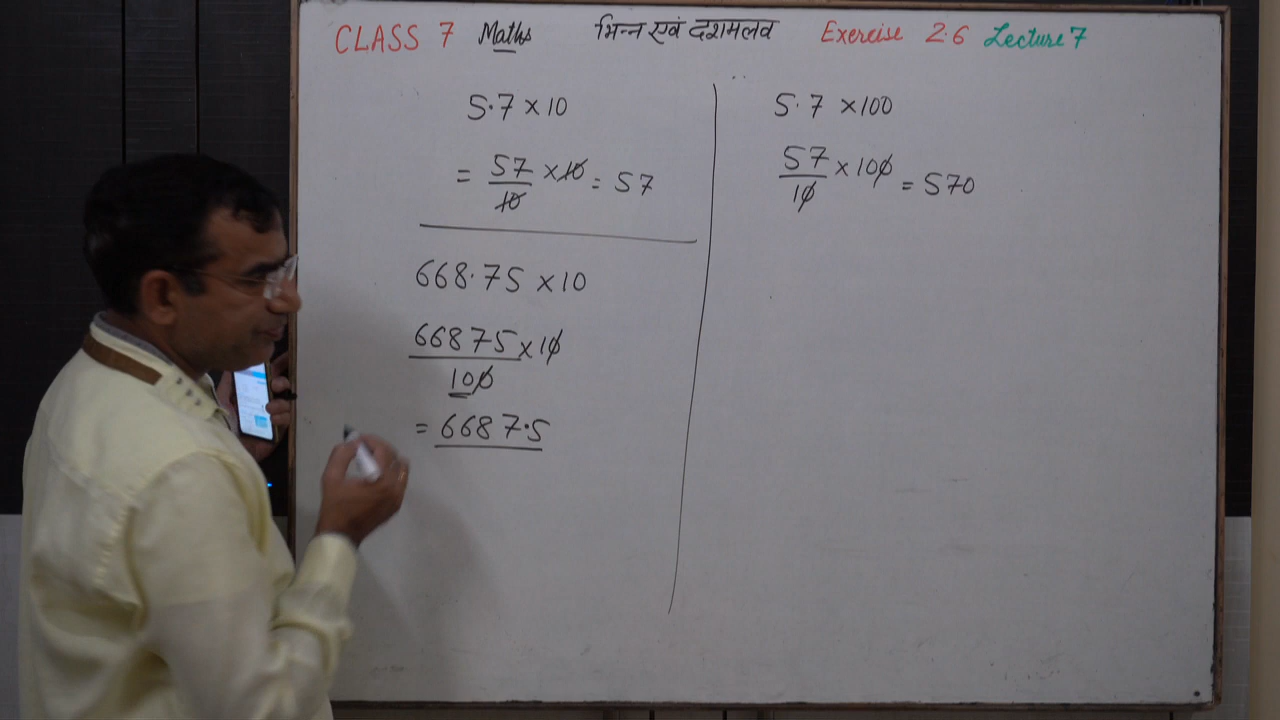 CLASS 7 Maths भिन्न एवं दशमलव Exercise 2.6 Lecture 7
5.7 × 10
= 57/10 × 10 = 57
668.75 × 10
66875/100 × 10
= 6687.5
5.7 × 100
57/10 × 100 = 570